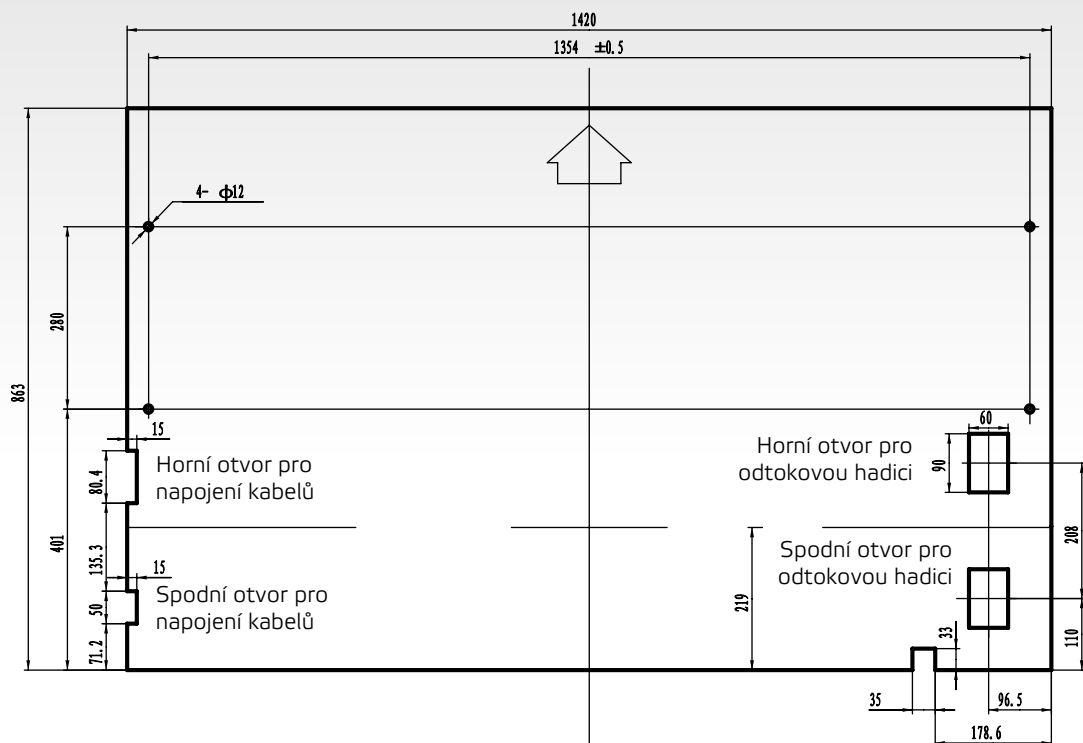 1420
1354 ±0.5
4- ϕ12
280
863
15
60
Horní otvor pro
napojení kabelů
Horní otvor pro
odtokovou hadici
90
80.4
401
135.3
208
15
Spodní otvor pro
odtokovou hadici
Spodní otvor pro
napojení kabelů
219
50
33
110
71.2
35
96.5
178.6